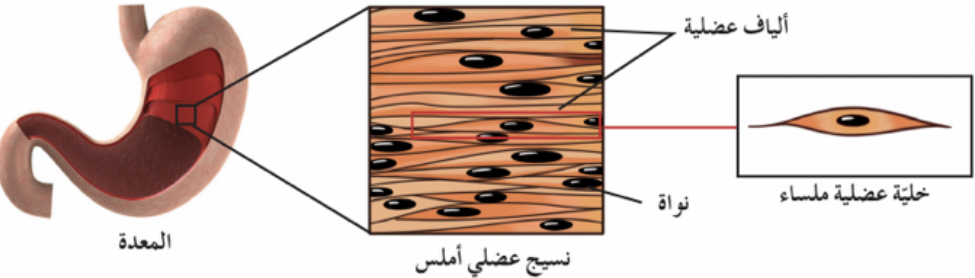 ألياف عضلية
نواة
خليّة عضلية ملساء
المعدة
نسيج عضلي أملس